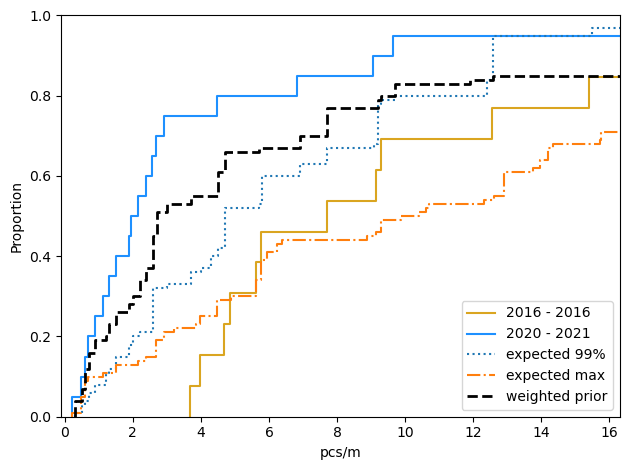 1.0
0.8
0.6
0.4
0.2
0.0
Proportion
0 2 4 6 8 10 12 14 16
pcs/m
2016 - 2016
2020 - 2021
expected 99%
expected max
weighted prior